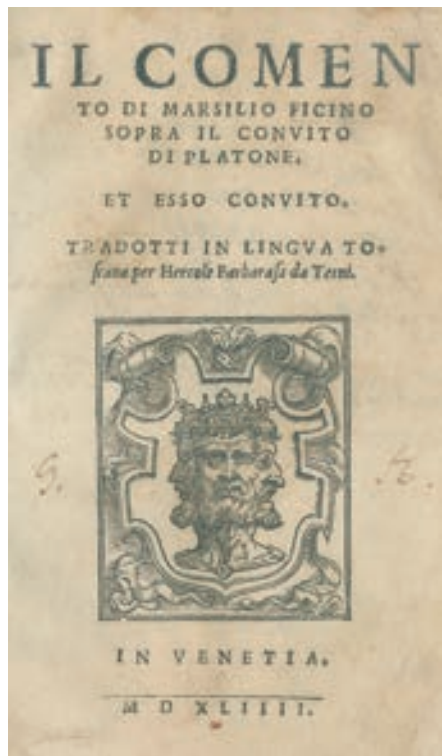 IL COMEN
TO DI MARSILIO FICINO
SOPRA IL CONVITO
DI PLATONE.
ET ESSO CONVITO.
TRADOTTI IN LINGVA TO-
scana per Hercole Barbarasa da Terni.
IN VENETIA.
M D XLIIII.